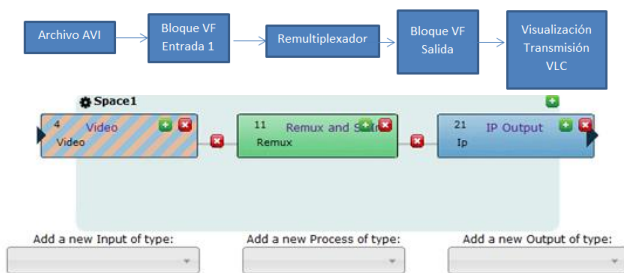 Archivo AVI
Bloque VF
Entrada 1
Remultiplexador
Bloque VF
Salida
Visualización
Transmisión
VLC
Space1
4 Video
Video
11 Remux and
Remux
21 IP Output
Ip
Add a new Input of type:
Add a new Process of type:
Add a new Output of type: